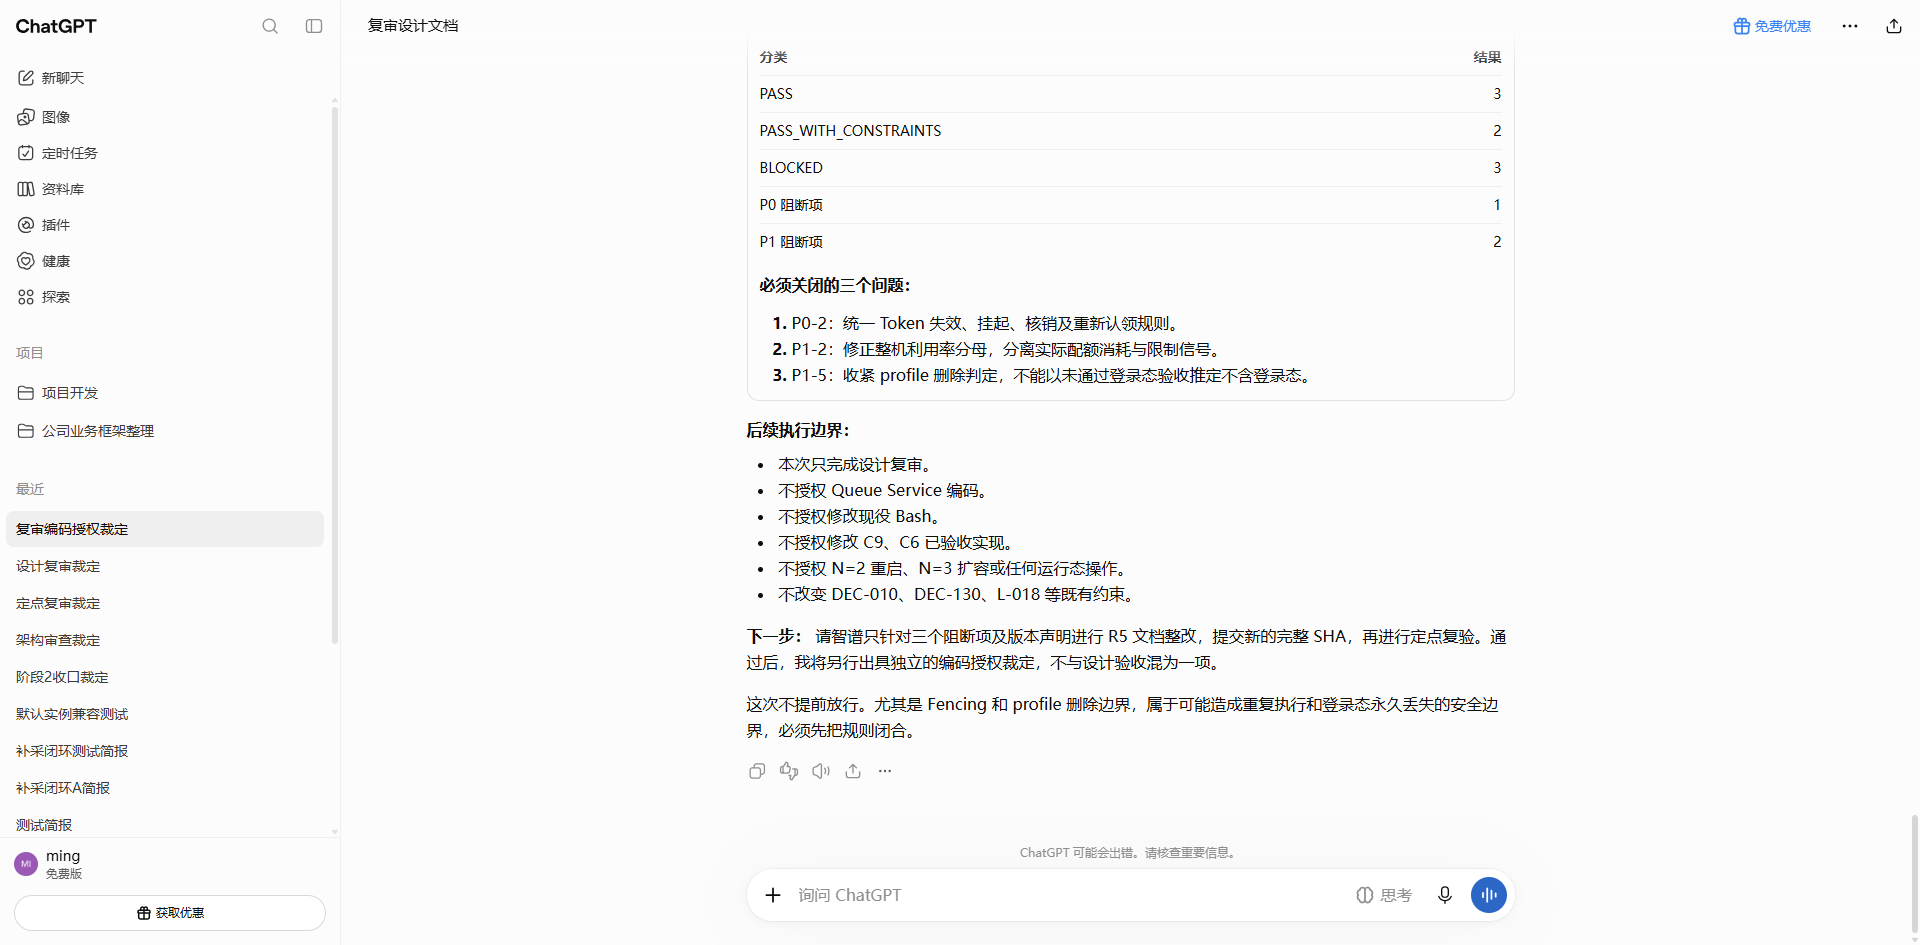 ChatGPT
新聊天
图像
定时任务
资料库
插件
健康
探索
项目
项目开发
公司业务框架整理
最近
复审编码授权裁定
设计复审裁定
定点复审裁定
架构审查裁定
阶段2收口裁定
默认实例兼容测试
补采闭环测试简报
补采闭环A简报
测试简报
MI
ming
免费版
获取优惠
复审设计文档
免费优惠
分类 结果
PASS 3
PASS_WITH_CONSTRAINTS 2
BLOCKED 3
P0 阻断项 1
P1 阻断项 2
必须关闭的三个问题：
1. P0-2：统一 Token 失效、挂起、核销及重新认领规则。
2. P1-2：修正整机利用率分母，分离实际配额消耗与限制信号。
3. P1-5：收紧 profile 删除判定，不能以未通过登录态验收推定不含登录态。
后续执行边界：
• 本次只完成设计复审。
• 不授权 Queue Service 编码。
• 不授权修改现役 Bash。
• 不授权修改 C9、C6 已验收实现。
• 不授权 N=2 重启、N=3 扩容或任何运行态操作。
• 不改变 DEC-010、DEC-130、L-018 等既有约束。
下一步： 请智谱只针对三个阻断项及版本声明进行 R5 文档整改，提交新的完整 SHA，再进行定点复验。通
过后，我将另行出具独立的编码授权裁定，不与设计验收混为一项。
这次不提前放行。尤其是 Fencing 和 profile 删除边界，属于可能造成重复执行和登录态永久丢失的安全边
界，必须先把规则闭合。
ChatGPT 可能会出错。请核查重要信息。
询问 ChatGPT
思考